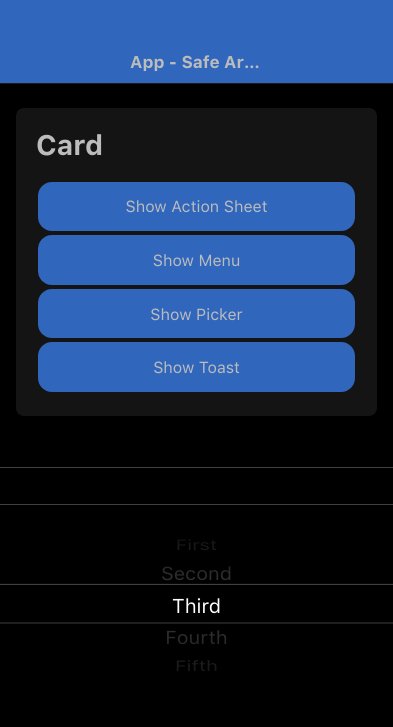 App - Safe Ar...
Card
Show Action Sheet
Show Menu
Show Picker
Show Toast
First
Second
Third
Fourth
Fifth